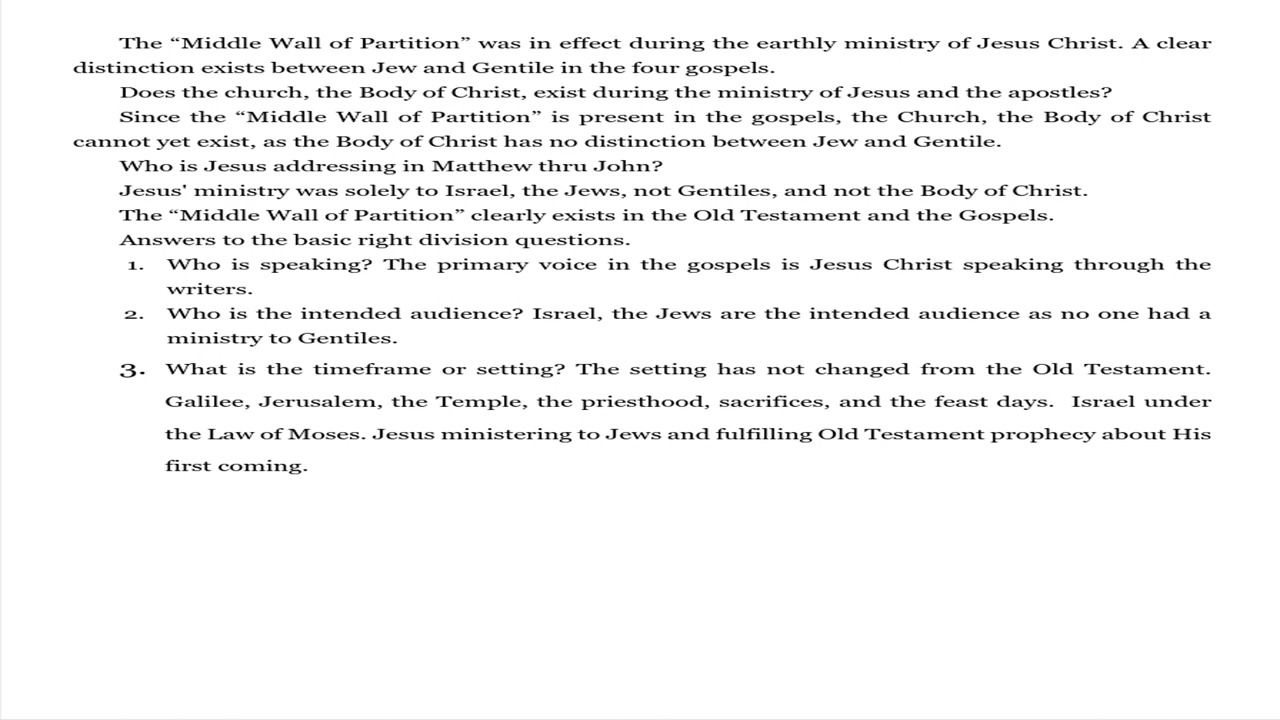 The “Middle Wall of Partition” was in effect during the earthly ministry of Jesus Christ. A clear
distinction exists between Jew and Gentile in the four gospels.
Does the church, the Body of Christ, exist during the ministry of Jesus and the apostles?
Since the “Middle Wall of Partition” is present in the gospels, the Church, the Body of Christ
cannot yet exist, as the Body of Christ has no distinction between Jew and Gentile.
Who is Jesus addressing in Matthew thru John?
Jesus' ministry was solely to Israel, the Jews, not Gentiles, and not the Body of Christ.
The “Middle Wall of Partition” clearly exists in the Old Testament and the Gospels.
Answers to the basic right division questions.
1. Who is speaking? The primary voice in the gospels is Jesus Christ speaking through the
writers.
2. Who is the intended audience? Israel, the Jews are the intended audience as no one had a
ministry to Gentiles.
3. What is the timeframe or setting? The setting has not changed from the Old Testament.
Galilee, Jerusalem, the Temple, the priesthood, sacrifices, and the feast days. Israel under
the Law of Moses. Jesus ministering to Jews and fulfilling Old Testament prophecy about His
first coming.